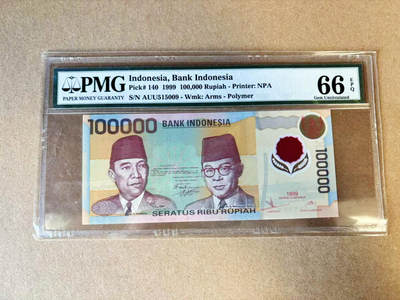 PMG
PAPER MONEY GUARANTY
Indonesia, Bank Indonesia
Pick# 140 1999 100,000 Rupiah - Printer: NPA
S/N AUU515009 - Wmk: Arms - Polymer
66 EPQ
Gem Uncirculated
100000 BANK INDONESIA
100000
1999
SERATUS RIBU RUPIAH